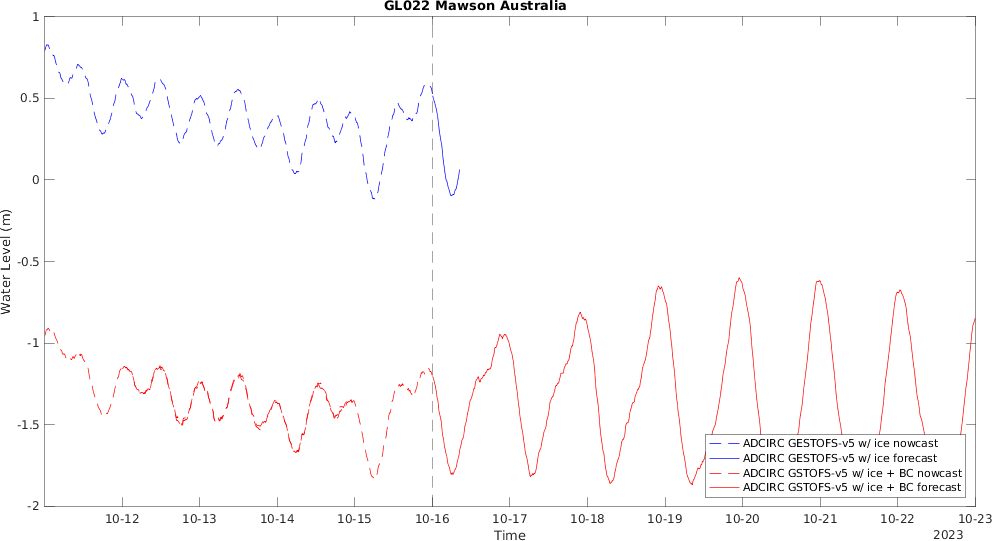 GL022 Mawson Australia
1
0.5
0
-0.5
-1
-1.5
-2
Water Level (m)
10-12 10-13 10-14 10-15 10-16 10-17 10-18 10-19 10-20 10-21 10-22 10-23
Time
2023
ADCIRC GESTOFS-v5 w/ ice nowcast
ADCIRC GESTOFS-v5 w/ ice forecast
ADCIRC GSTOFS-v5 w/ ice + BC nowcast
ADCIRC GSTOFS-v5 w/ ice + BC forecast